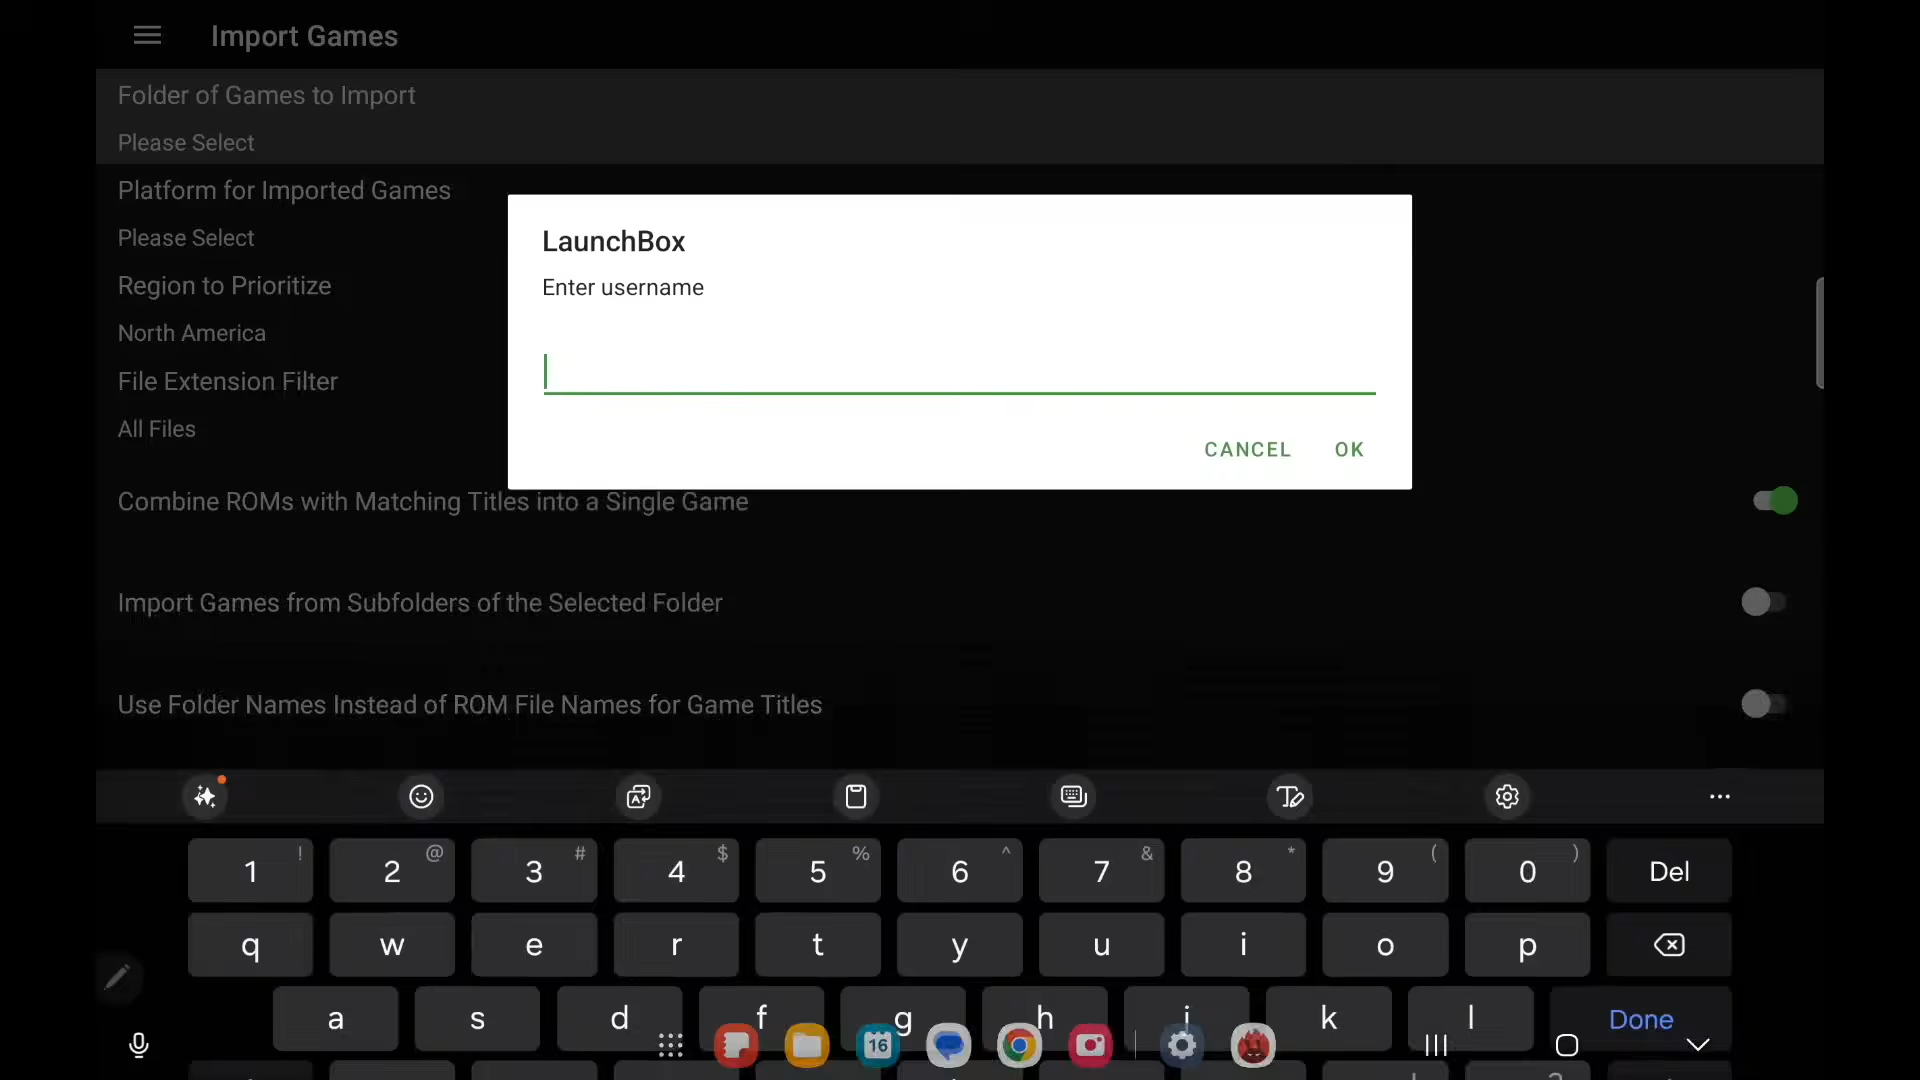 Import Games
Folder of Games to Import
Please Select
Platform for Imported Games
Please Select
Region to Prioritize
North America
File Extension Filter
All Files
LaunchBox
Enter username
CANCEL OK
Combine ROMs with Matching Titles into a Single Game
Import Games from Subfolders of the Selected Folder
Use Folder Names Instead of ROM File Names for Game Titles
! @ # $ % ^ & * ( )
1 2 3 4 5 6 7 8 9 0 Del
q w e r t y u i o p
a s d f g h j k l Done
16